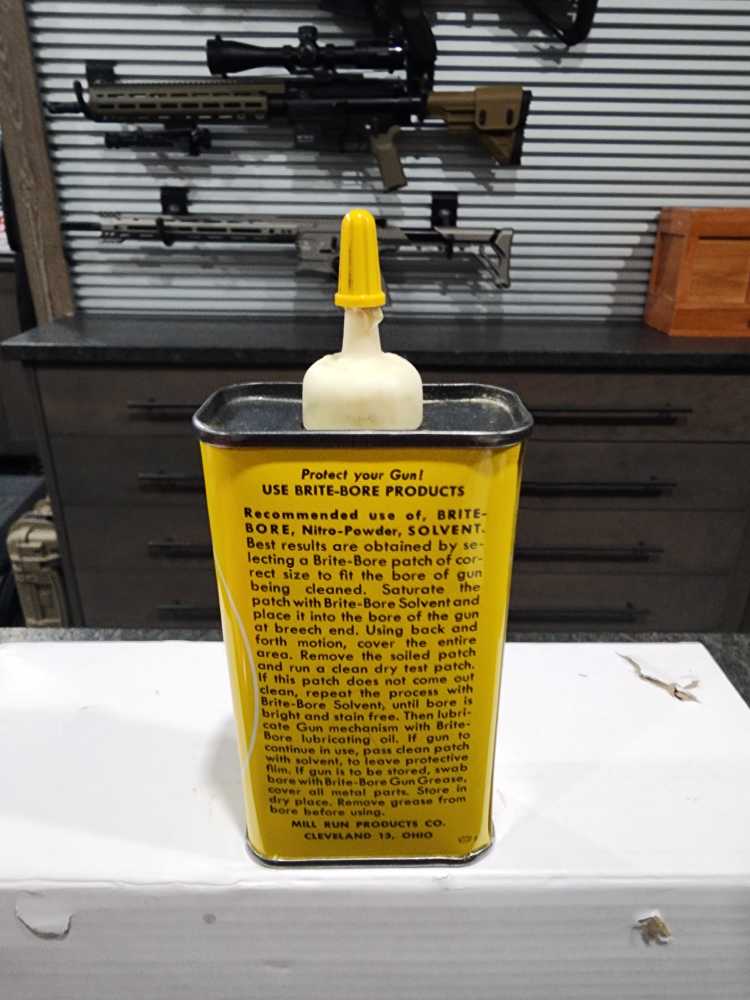 Protect your Gun!
USE BRITE-BORE PRODUCTS
Recommended use of, BRITE-
BORE, Nitro-Powder, SOLVENT.
Best results are obtained by se-
lecting a Brite-Bore patch of cor-
rect size to fit the bore of gun
being cleaned. Saturate the
patch with Brite-Bore Solvent and
place it into the bore of the gun
at breech end. Using back and
forth motion, cover the entire
area. Remove the soiled patch
and run a clean dry test patch.
If this patch does not come out
clean, repeat the process with
Brite-Bore Solvent, until bore is
bright and stain free. Then lubri-
cate Gun mechanism with Brite-
Bore lubricating oil. If gun to
continue in use, pass clean patch
with solvent, to leave protective
film. If gun is to be stored, swab
bore with Brite-Bore Gun Grease,
cover all metal parts. Store in
dry place. Remove grease from
bore before using.
MILL RUN PRODUCTS CO.
CLEVELAND 13, OHIO